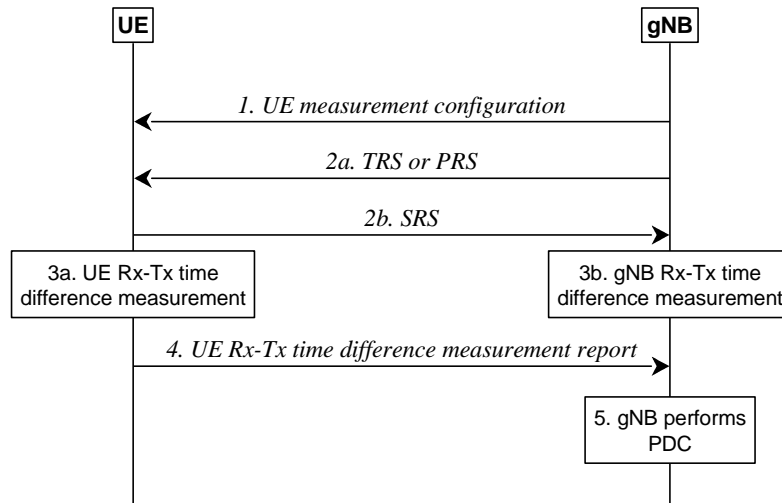 UE
gNB
1. UE measurement configuration
2a. TRS or PRS
2b. SRS
3a. UE Rx-Tx time
difference measurement
3b. gNB Rx-Tx time
difference measurement
4. UE Rx-Tx time difference measurement report
5. gNB performs
PDC